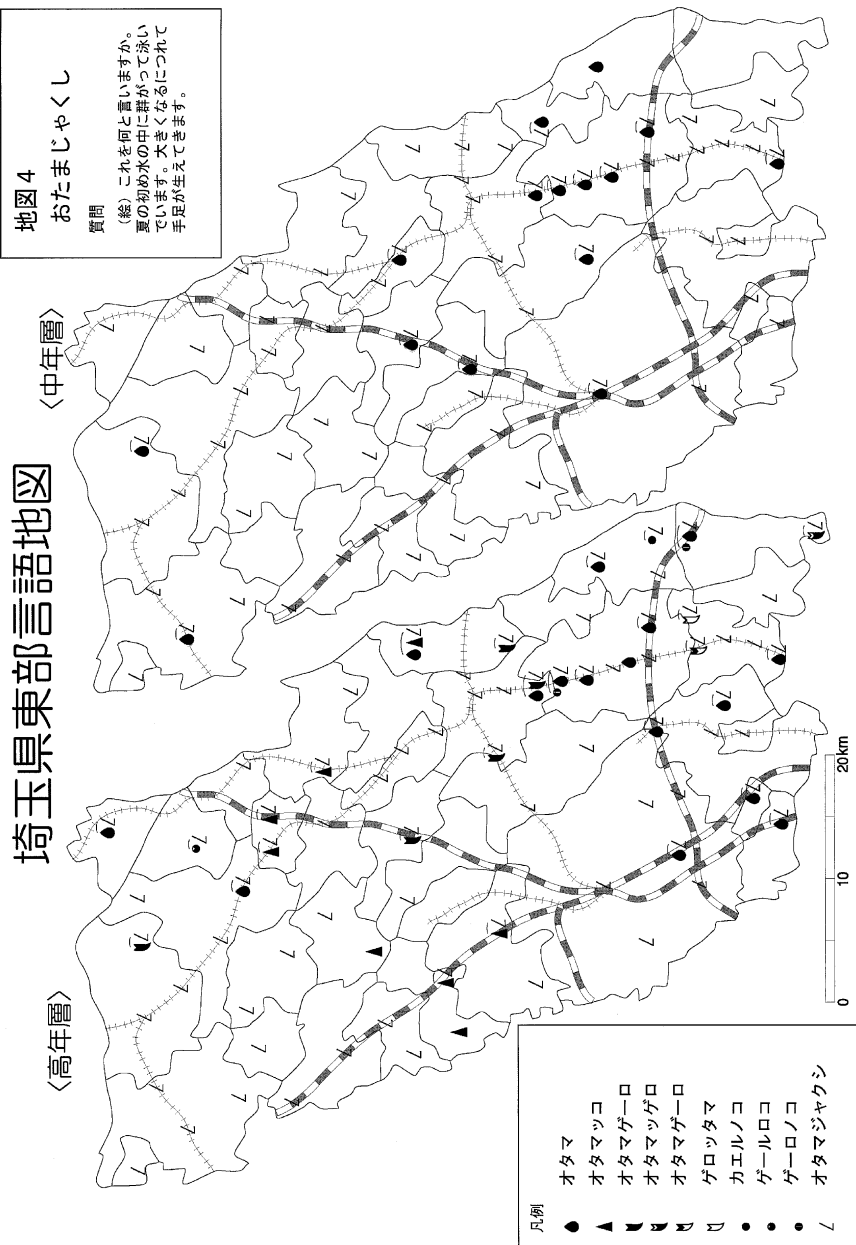 埼玉県東部言語地図
地図4
おたまじゃくし
質問
(絵)これを何と言いますか。
夏の初め水の中に群がって泳い
でいます。大きくなるにつれて
手足が生えてきます。
〈高年層〉
〈中年層〉
凡例
オタマ
オタマッコ
オタマゲーロ
オタマッゲロ
オタマゲーロ
ゲロッタマ
カエルノコ
ゲールロコ
ゲーロノコ
オタマジャクシ
0 10 20km